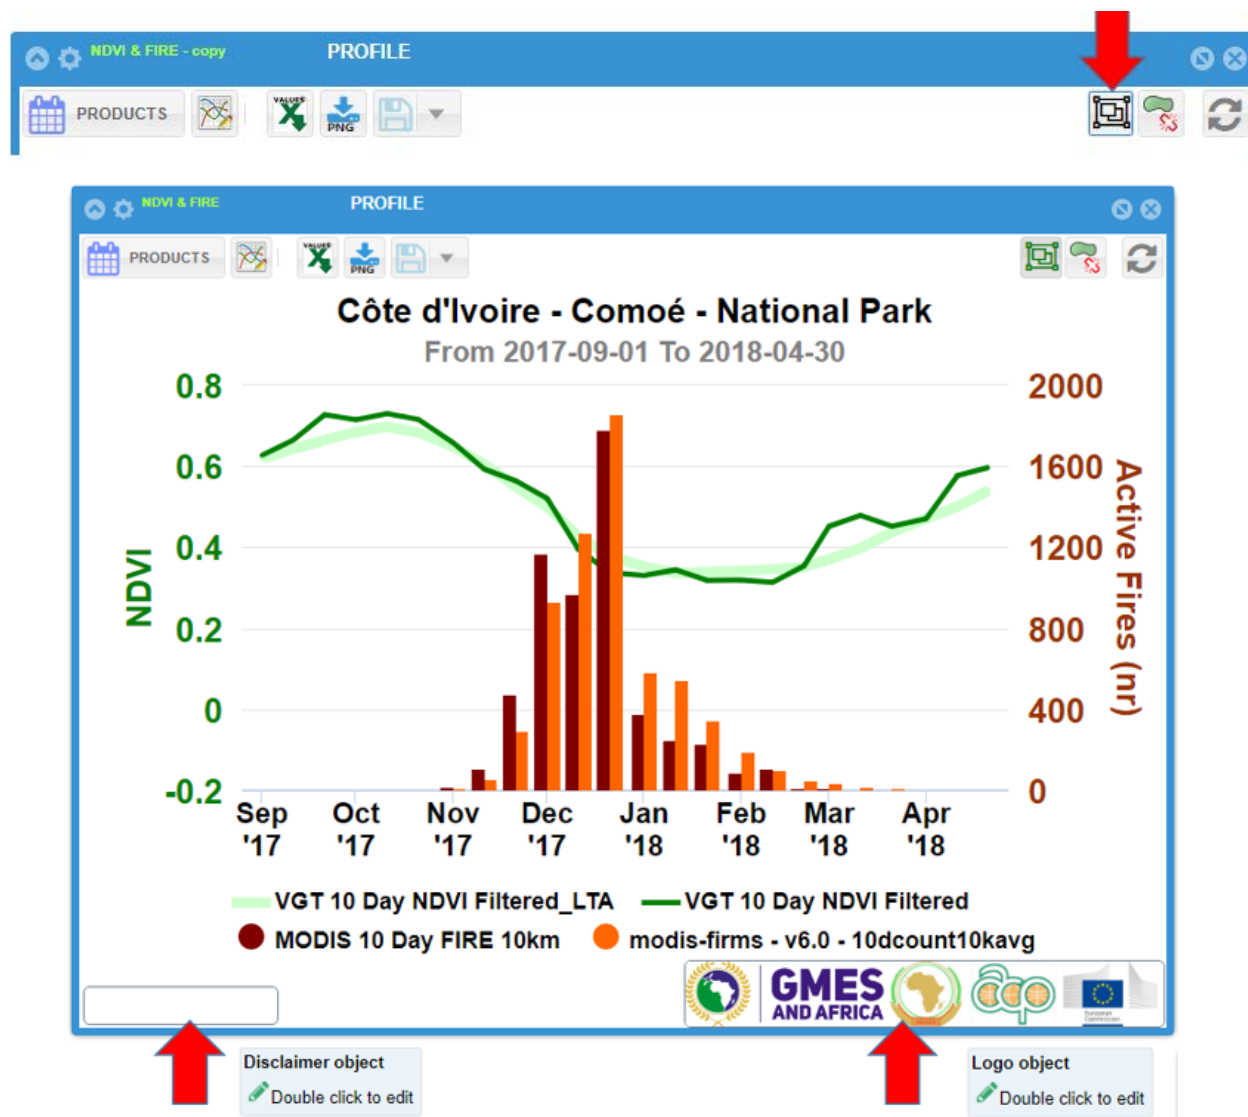 NDVI & FIRE - copy PROFILE
PRODUCTS VALUES PNG
NDVI & FIRE PROFILE
PRODUCTS VALUES PNG
Côte d'Ivoire - Comoé - National Park
From 2017-09-01 To 2018-04-30
0.8 2000
0.6 1600
0.4 1200
0.2 800
0 400
-0.2 0
NDVI
Active Fires (nr)
Sep Oct Nov Dec Jan Feb Mar Apr
'17 '17 '17 '17 '18 '18 '18 '18
VGT 10 Day NDVI Filtered_LTA VGT 10 Day NDVI Filtered
MODIS 10 Day FIRE 10km modis-firms - v6.0 - 10dcount10kavg
GMES
AND AFRICA
acp
European
Commission
Disclaimer object Logo object
Double click to edit Double click to edit